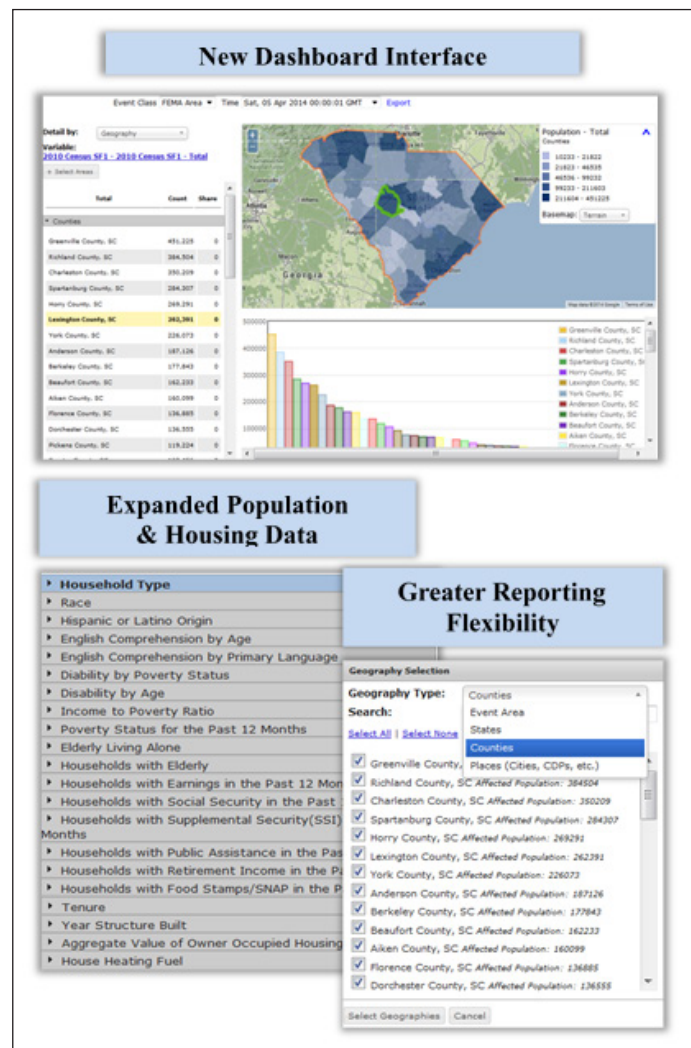 New Dashboard Interface
Event Class FEMA Area Time Sat, 05 Apr 2014 00:00:01 GMT Export
Detail by: Geography
Variable:
2010 Census SF1 - 2010 Census SF1 - Total
+ Select Areas
Total Count Share
Counties
Greenville County, SC 451,225 0
Richland County, SC 384,504 0
Charleston County, SC 350,209 0
Spartanburg County, SC 284,307 0
Horry County, SC 269,291 0
Lexington County, SC 262,391 0
York County, SC 226,073 0
Anderson County, SC 187,126 0
Berkeley County, SC 177,843 0
Beaufort County, SC 162,233 0
Aiken County, SC 160,099 0
Florence County, SC 136,885 0
Dorchester County, SC 136,555 0
Pickens County, SC 119,224 0
Charlotte
Fayetteville
Atlanta
Athens
Augusta
Macon
Georgia
Savannah
Population - Total
Counties
10233 - 21822
21823 - 46535
46536 - 99232
99233 - 211603
211604 - 451225
Basemap: Terrain
Map data ©2014 Google Terms of Use
500000
400000
300000
200000
100000
Greenville County, SC
Richland County, SC
Charleston County, SC
Spartanburg County, S
Horry County, SC
Lexington County, SC
York County, SC
Anderson County, SC
Berkeley County, SC
Beaufort County, SC
Aiken County, SC
Florence County, SC
Expanded Population
& Housing Data
Household Type
Race
Hispanic or Latino Origin
English Comprehension by Age
English Comprehension by Primary Language
Diability by Poverty Status
Disability by Age
Income to Poverty Ratio
Poverty Status for the Past 12 Months
Elderly Living Alone
Households with Elderly
Households with Earnings in the Past 12 Mon
Households with Social Security in the Past
Households with Supplemental Security(SSI)
Months
Households with Public Assistance in the Pas
Households with Retirement Income in the Pa
Households with Food Stamps/SNAP in the P
Tenure
Year Structure Built
Aggregate Value of Owner Occupied Housing
House Heating Fuel
Greater Reporting
Flexibility
Geography Selection
Geography Type: Counties
Search:
Event Area
States
Counties
Places (Cities, CDPs, etc.)
Select All | Select None
Greenville County,
Richland County, SC Affected Population: 384504
Charleston County, SC Affected Population: 350209
Spartanburg County, SC Affected Population: 284307
Horry County, SC Affected Population: 269291
Lexington County, SC Affected Population: 262391
York County, SC Affected Population: 226073
Anderson County, SC Affected Population: 187126
Berkeley County, SC Affected Population: 177843
Beaufort County, SC Affected Population: 162233
Aiken County, SC Affected Population: 160099
Florence County, SC Affected Population: 136885
Dorchester County, SC Affected Population: 136555
Select Geographies Cancel